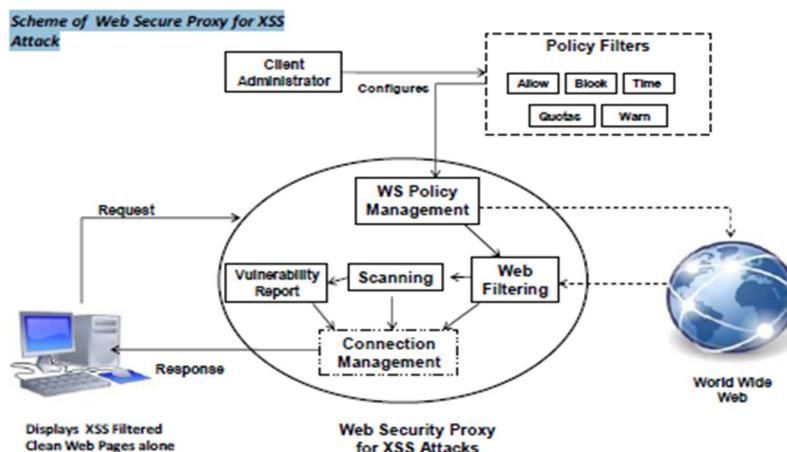 Scheme of Web Secure Proxy for XSS
Attack
Client
Administrator
Configures
Policy Filters
Allow
Block
Time
Quotas
Warn
Request
WS Policy
Management
Vulnerability
Report
Scanning
Web
Filtering
Connection
Management
Response
World Wide
Web
Displays XSS Filtered
Clean Web Pages alone
Web Security Proxy
for XSS Attacks